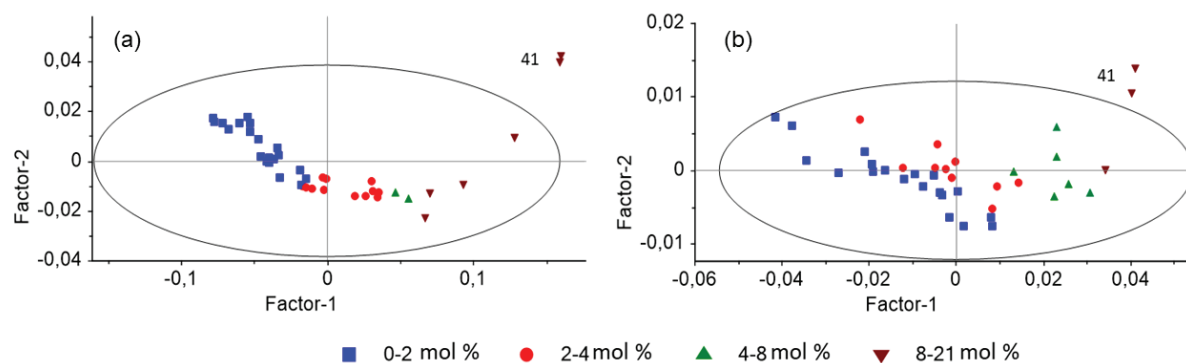 (a)
41
0,04
0,02
0
-0,02
-0,04
Factor-2
-0,1
0
0,1
Factor-1
(b)
41
0,02
0,01
0
-0,01
Factor-2
-0,06
-0,04
-0,02
0
0,02
0,04
Factor-1
0-2 mol %
2-4 mol %
4-8 mol %
8-21 mol %